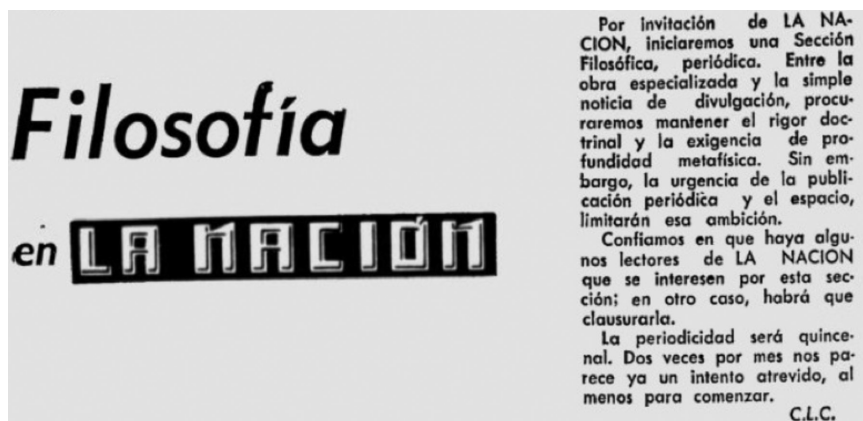 Filosofía
en LA NACIÓN
Por invitación de LA NA-
CION, iniciaremos una Sección
Filosófica, periódica. Entre la
obra especializada y la simple
noticia de divulgación, procu-
raremos mantener el rigor doc-
trinal y la exigencia de pro-
fundidad metafísica. Sin em-
bargo, la urgencia de la publi-
cación periódica y el espacio,
limitarán esa ambición.
Confiamos en que haya algu-
nos lectores de LA NACION
que se interesen por esta sec-
ción; en otro caso, habrá que
clausurarla.
La periodicidad será quince-
nal. Dos veces por mes nos pa-
rece ya un intento atrevido, al
menos para comenzar.
C.L.C.